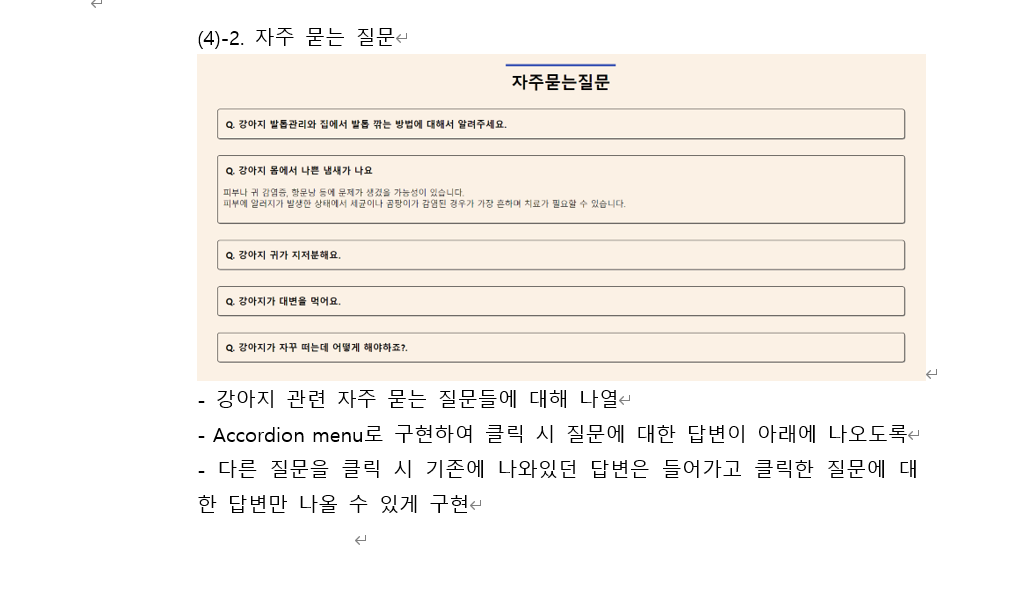 (4)-2. 자주 묻는 질문
자주묻는질문
Q. 강아지 발톱관리와 집에서 발톱 깎는 방법에 대해서 알려주세요.
Q. 강아지 몸에서 나쁜 냄새가 나요
피부나 귀 감염증, 항문낭 등에 문제가 생겼을 가능성이 있습니다.
피부에 알러지가 발생한 상태에서 세균이나 곰팡이가 감염된 경우가 가장 흔하며 치료가 필요할 수 있습니다.
Q. 강아지 귀가 지저분해요.
Q. 강아지가 대변을 먹어요.
Q. 강아지가 자꾸 떠는데 어떻게 해야하죠?.
- 강아지 관련 자주 묻는 질문들에 대해 나열
- Accordion menu로 구현하여 클릭 시 질문에 대한 답변이 아래에 나오도록
- 다른 질문을 클릭 시 기존에 나와있던 답변은 들어가고 클릭한 질문에 대
한 답변만 나올 수 있게 구현